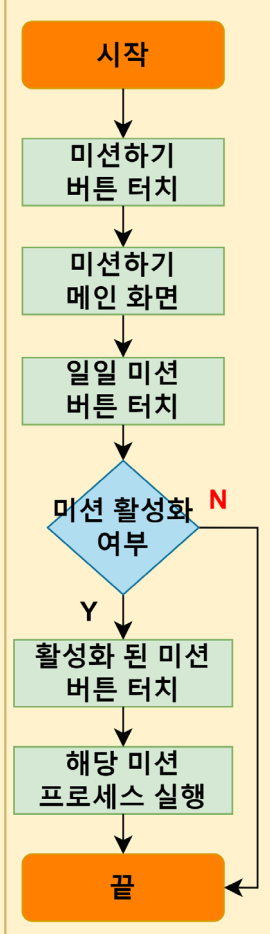 시작
미션하기
버튼 터치
미션하기
메인 화면
일일 미션
버튼 터치
미션 활성화
여부
N
Y
활성화 된 미션
버튼 터치
해당 미션
프로세스 실행
끝